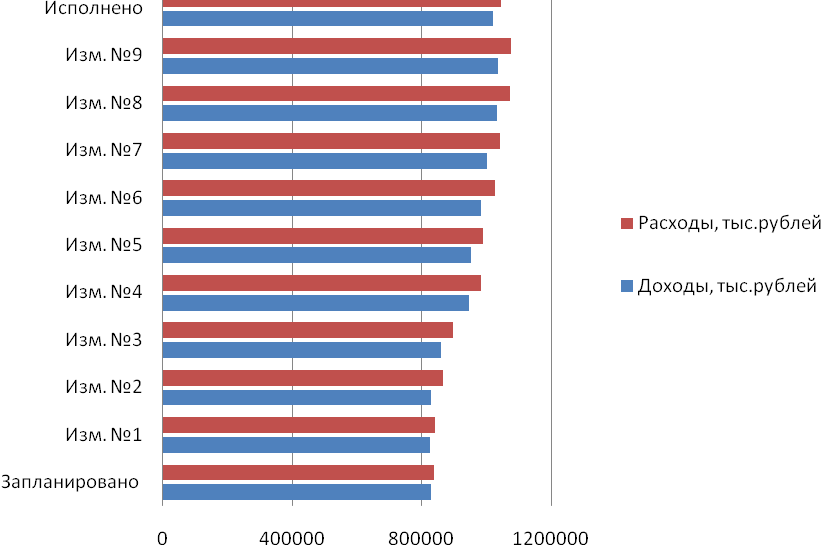 Исполнено
Изм. №9
Изм. №8
Изм. №7
Изм. №6
Изм. №5
Изм. №4
Изм. №3
Изм. №2
Изм. №1
Запланировано
0 400000 800000 1200000
Расходы, тыс.рублей
Доходы, тыс.рублей